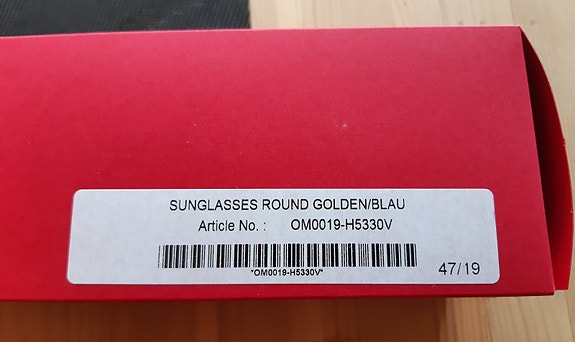 SUNGLASSES ROUND GOLDEN/BLAU
Article No. : OM0019-H5330V
*OM0019-H5330V*
47/19